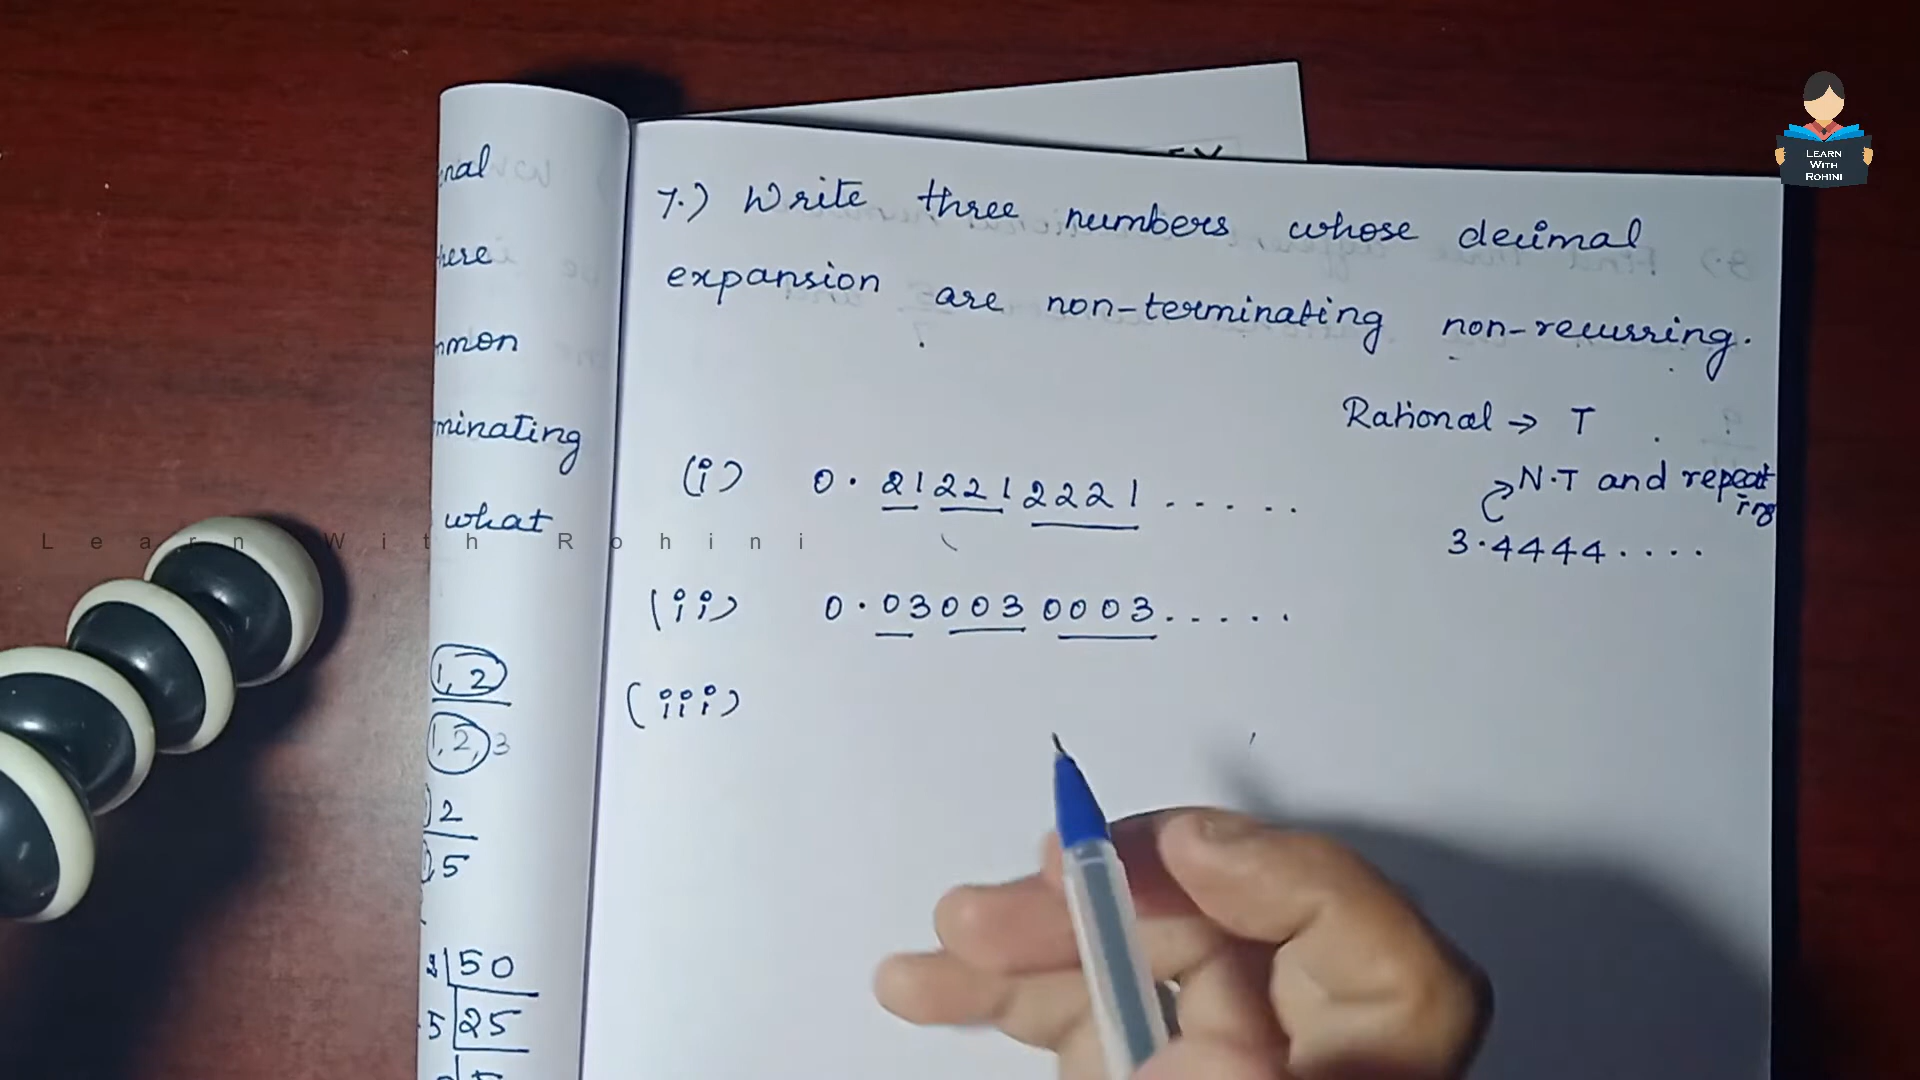 LEARN
With
ROHINI
7.) Write three numbers whose decimal
expansion are non-terminating non-recurring.
Rational → T
N.T and repeating
3.4444....
(i) 0.212212221.....
(ii) 0.030030003.....
(iii)
Learn With Rohini
nal
here
mmon
minating
what
1, 2
1, 2, 3
2
5
2 50
5 25
5